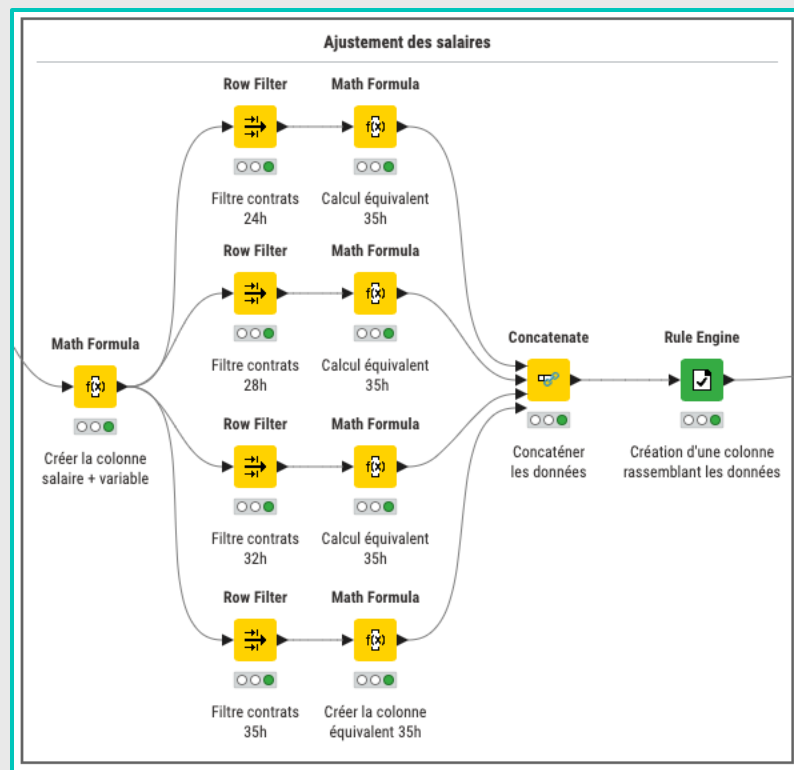 Ajustement des salaires
Row Filter
Math Formula
f(x)
Filtre contrats
24h
Calcul équivalent
35h
Row Filter
Math Formula
f(x)
Filtre contrats
28h
Calcul équivalent
35h
Math Formula
f(x)
Créer la colonne
salaire + variable
Concatenate
Concaténer
les données
Rule Engine
Création d'une colonne
rassemblant les données
Row Filter
Math Formula
f(x)
Filtre contrats
32h
Calcul équivalent
35h
Row Filter
Math Formula
f(x)
Filtre contrats
35h
Créer la colonne
équivalent 35h